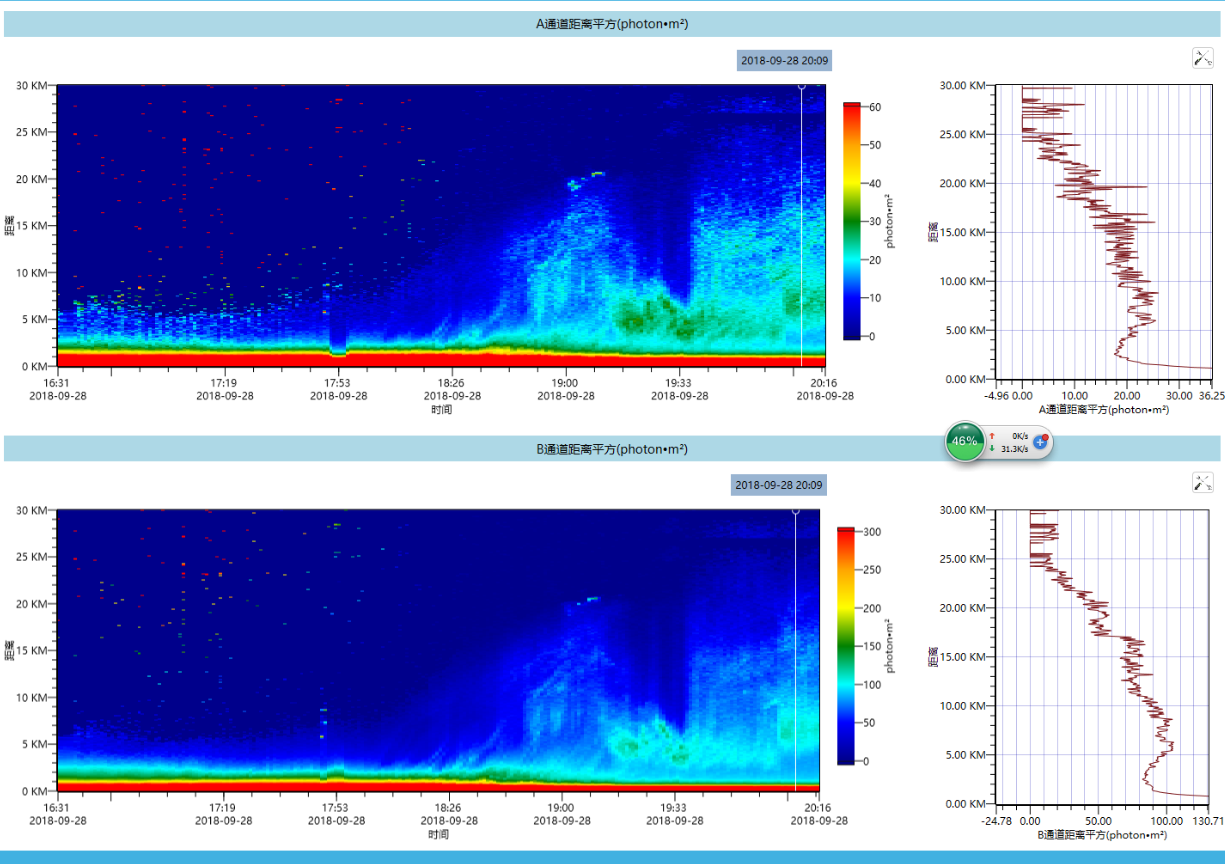 A通道距离平方(photon•m²)
2018-09-28 20:09
30 KM
25 KM
20 KM
15 KM
10 KM
5 KM
0 KM
距离
16:31
2018-09-28
17:19
2018-09-28
17:53
2018-09-28
18:26
2018-09-28
19:00
2018-09-28
19:33
2018-09-28
20:16
2018-09-28
时间
60
50
40
30
20
10
0
photon•m²
30.00 KM
25.00 KM
20.00 KM
15.00 KM
10.00 KM
5.00 KM
0.00 KM
距离
-4.96 0.00 10.00 20.00 30.00 36.25
A通道距离平方(photon•m²)
B通道距离平方(photon•m²)
46%
0K/s
31.3K/s
2018-09-28 20:09
30 KM
25 KM
20 KM
15 KM
10 KM
5 KM
0 KM
距离
16:31
2018-09-28
17:19
2018-09-28
17:53
2018-09-28
18:26
2018-09-28
19:00
2018-09-28
19:33
2018-09-28
20:16
2018-09-28
时间
300
250
200
150
100
50
0
photon•m²
30.00 KM
25.00 KM
20.00 KM
15.00 KM
10.00 KM
5.00 KM
0.00 KM
距离
-24.78 0.00 50.00 100.00 130.71
B通道距离平方(photon•m²)